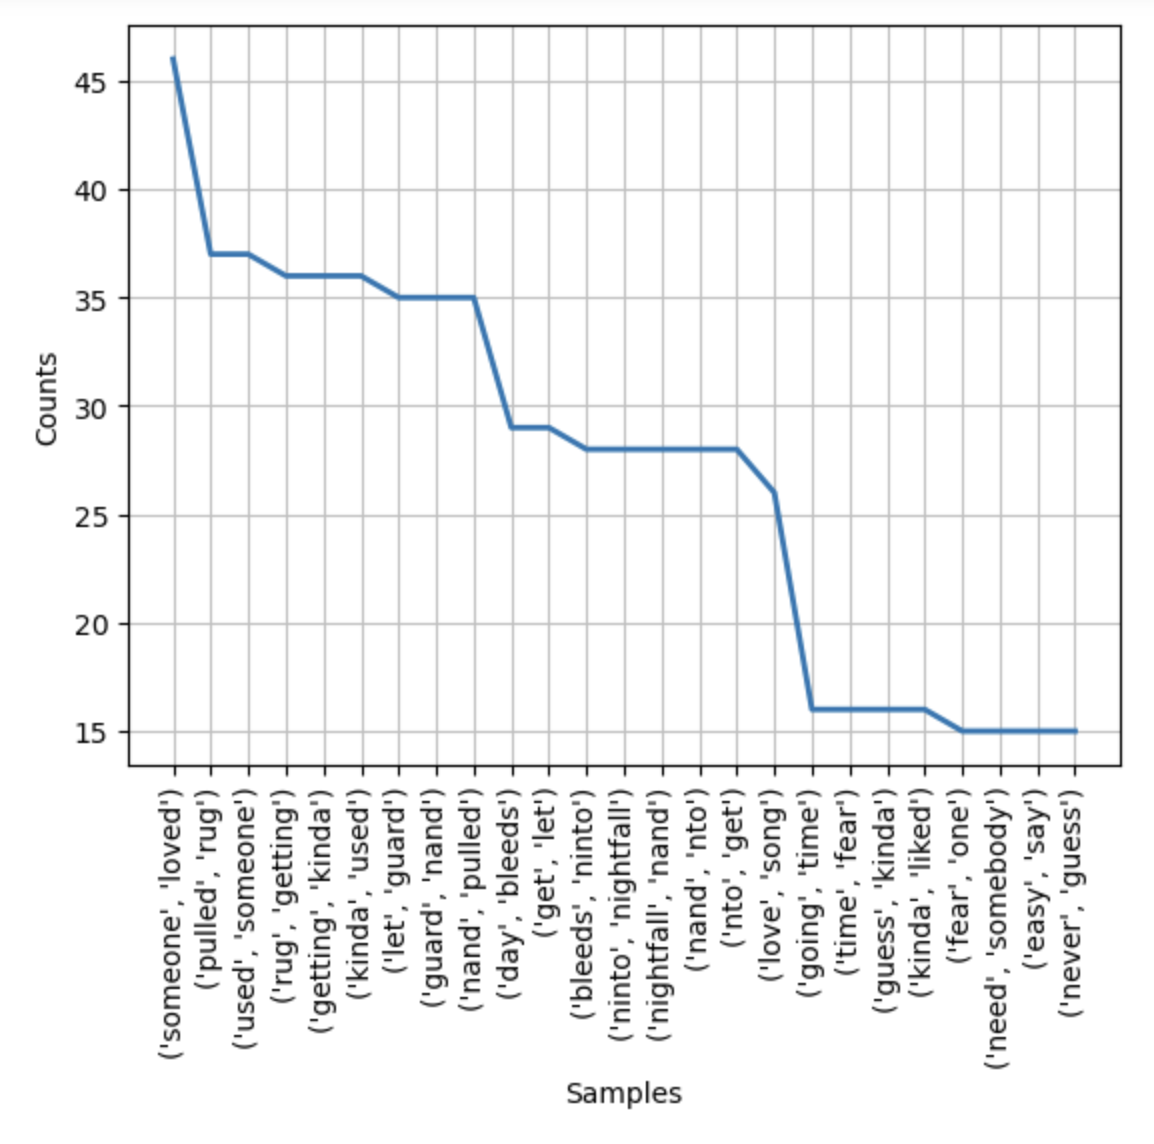 45
40
35
30
25
20
15
Counts
('someone', 'loved')
('pulled', 'rug')
('used', 'someone')
('rug', 'getting')
('getting', 'kinda')
('kinda', 'used')
('let', 'guard')
('guard', 'nand')
('nand', 'pulled')
('day', 'bleeds')
('get', 'let')
('bleeds', 'ninto')
('ninto', 'nightfall')
('nightfall', 'nand')
('nand', 'nto')
('nto', 'get')
('love', 'song')
('going', 'time')
('time', 'fear')
('guess', 'kinda')
('kinda', 'liked')
('fear', 'one')
('need', 'somebody')
('easy', 'say')
('never', 'guess')
Samples